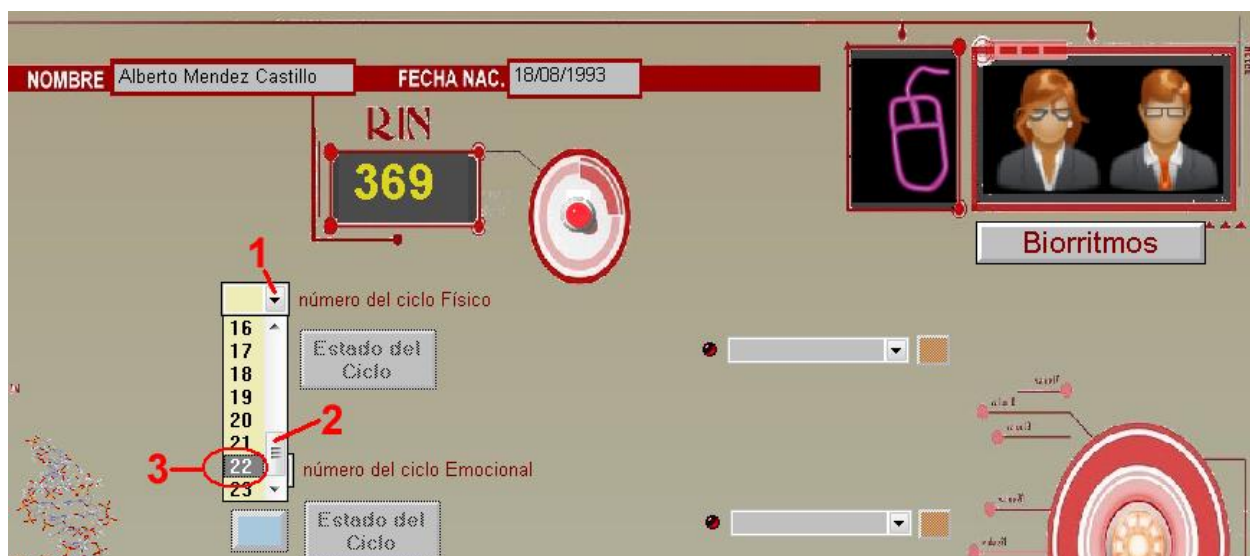 NOMBRE Alberto Mendez Castillo FECHA NAC. 18/08/1993
RIN
369
Biorritmos
1
número del ciclo Físico
16
17
18
19
20
21
22
23
2
3
Estado del
Ciclo
número del ciclo Emocional
Estado del
Ciclo